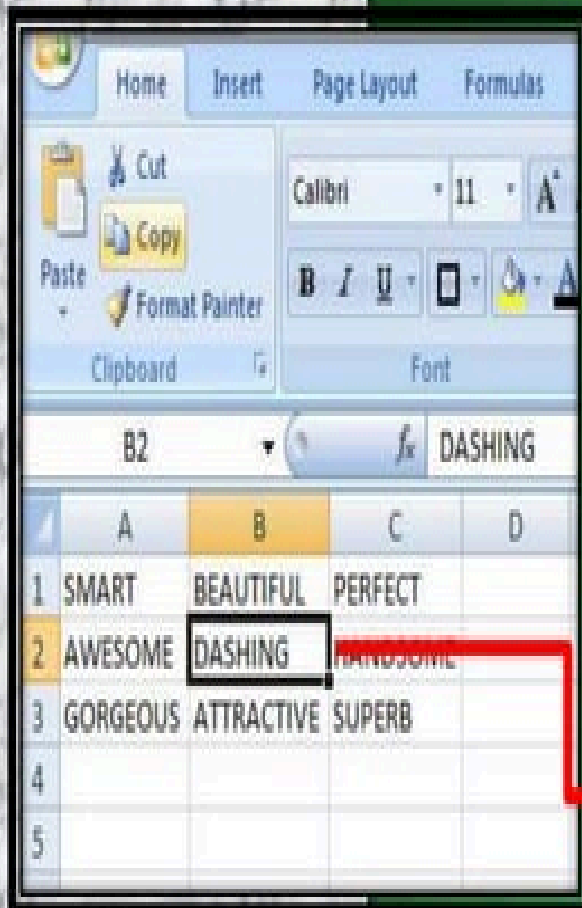 Home Insert Page Layout Formulas
Cut
Calibri 11 A
Copy
Paste
B I U A
Format Painter
Clipboard Font
B2 fx DASHING
A B C D
1 SMART BEAUTIFUL PERFECT
2 AWESOME DASHING HANDSOME
3 GORGEOUS ATTRACTIVE SUPERB
4
5